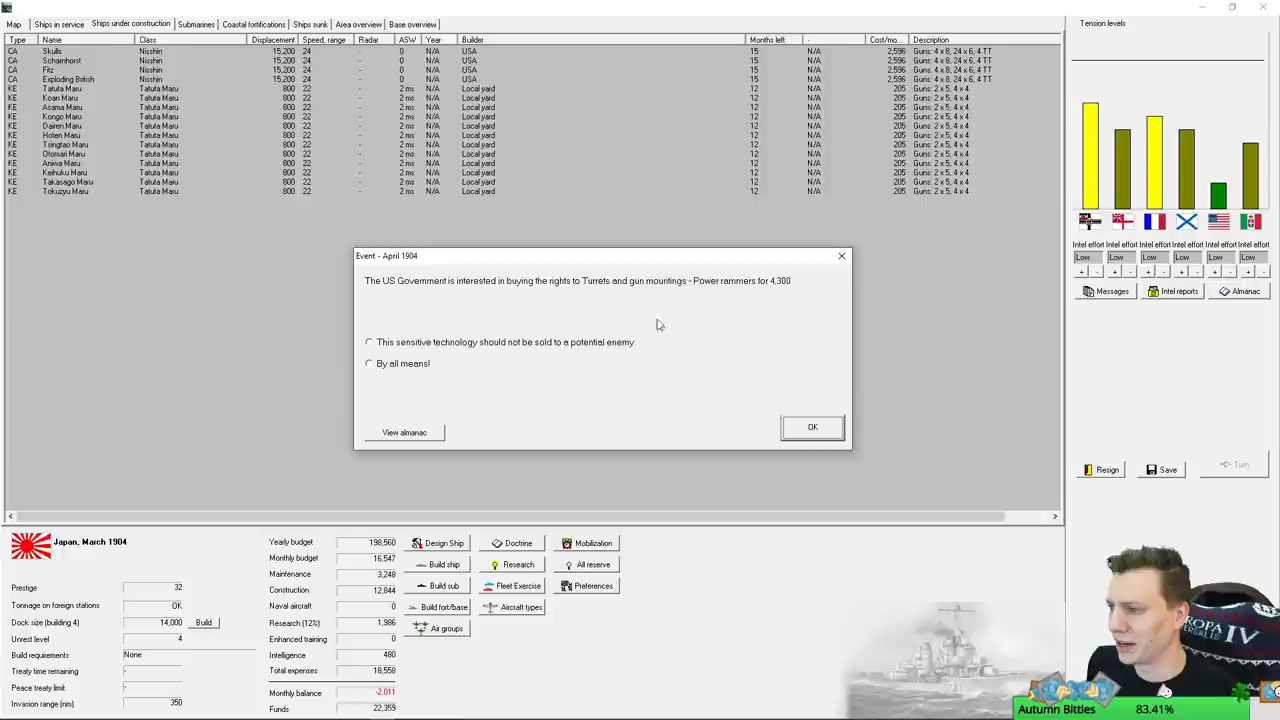 Map Ships in service Ships under construction Submarines Coastal fortifications Ships sunk Area overview Base overview
Type Name Class Displacement Speed, range Radar ASW Year Builder Months left - Cost/mo... Description
CA Skulls Nisshin 15,200 24 - 0 N/A USA 15 N/A 2,596 Guns: 4 x 8, 24 x 6, 4 TT
CA Scharnhorst Nisshin 15,200 24 - 0 N/A USA 15 N/A 2,596 Guns: 4 x 8, 24 x 6, 4 TT
CA Fitz Nisshin 15,200 24 - 0 N/A USA 15 N/A 2,596 Guns: 4 x 8, 24 x 6, 4 TT
CA Exploding British Nisshin 15,200 24 - 0 N/A USA 15 N/A 2,596 Guns: 4 x 8, 24 x 6, 4 TT
KE Tatuta Maru Tatuta Maru 800 22 - 2 ms N/A Local yard 12 N/A 205 Guns: 2 x 5, 4 x 4
KE Koan Maru Tatuta Maru 800 22 - 2 ms N/A Local yard 12 N/A 205 Guns: 2 x 5, 4 x 4
KE Asama Maru Tatuta Maru 800 22 - 2 ms N/A Local yard 12 N/A 205 Guns: 2 x 5, 4 x 4
KE Kongo Maru Tatuta Maru 800 22 - 2 ms N/A Local yard 12 N/A 205 Guns: 2 x 5, 4 x 4
KE Dairen Maru Tatuta Maru 800 22 - 2 ms N/A Local yard 12 N/A 205 Guns: 2 x 5, 4 x 4
KE Hoten Maru Tatuta Maru 800 22 - 2 ms N/A Local yard 12 N/A 205 Guns: 2 x 5, 4 x 4
KE Tsingtao Maru Tatuta Maru 800 22 - 2 ms N/A Local yard 12 N/A 205 Guns: 2 x 5, 4 x 4
KE Otomari Maru Tatuta Maru 800 22 - 2 ms N/A Local yard 12 N/A 205 Guns: 2 x 5, 4 x 4
KE Aniwa Maru Tatuta Maru 800 22 - 2 ms N/A Local yard 12 N/A 205 Guns: 2 x 5, 4 x 4
KE Keihuku Maru Tatuta Maru 800 22 - 2 ms N/A Local yard 12 N/A 205 Guns: 2 x 5, 4 x 4
KE Takasago Maru Tatuta Maru 800 22 - 2 ms N/A Local yard 12 N/A 205 Guns: 2 x 5, 4 x 4
KE Tokuzyu Maru Tatuta Maru 800 22 - 2 ms N/A Local yard 12 N/A 205 Guns: 2 x 5, 4 x 4
Tension levels
Intel effort Intel effort Intel effort Intel effort Intel effort Intel effort
Low Low Low Low Low Low
+ - + - + - + - + - + -
Messages Intel reports Almanac
Resign Save Turn
Event - April 1904
The US Government is interested in buying the rights to Turrets and gun mountings - Power rammers for 4,300
This sensitive technology should not be sold to a potential enemy
By all means!
View almanac
OK
Japan, March 1904
Prestige 32
Tonnage on foreign stations OK
Dock size (building 4) 14,000 Build
Unrest level 4
Build requirements None
Treaty time remaining -
Peace treaty limit -
Invasion range (nm) 350
Yearly budget 198,560
Monthly budget 16,547
Maintenance 3,248
Construction 12,844
Naval aircraft 0
Research (12%) 1,986
Enhanced training 0
Intelligence 480
Total expenses 18,558
Monthly balance -2,011
Funds 22,359
Design Ship Doctrine Mobilization
Build ship Research All reserve
Build sub Fleet Exercise Preferences
Build fort/base Aircraft types
Air groups
ROPA IV
Autumn Bitties 83.41%